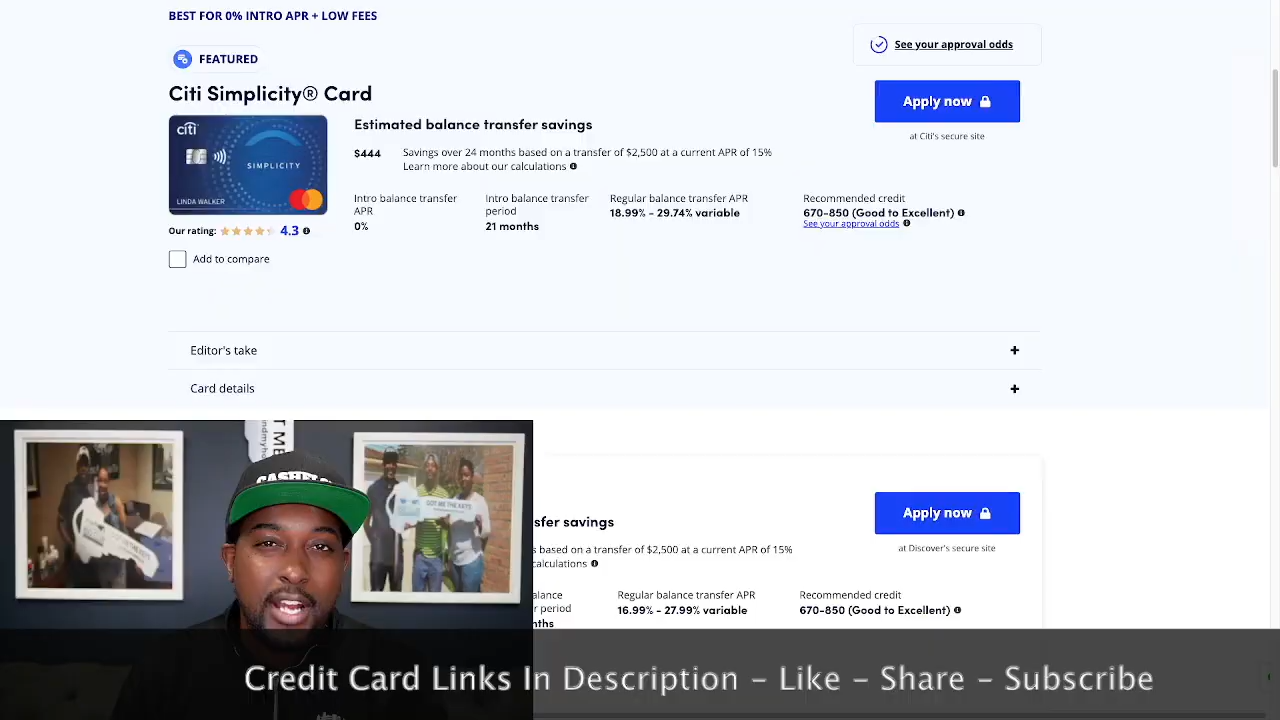 BEST FOR 0% INTRO APR + LOW FEES
FEATURED
See your approval odds
Citi Simplicity® Card
Apply now
at Citi's secure site
citi
SIMPLICITY
LINDA WALKER
Estimated balance transfer savings
$444
Savings over 24 months based on a transfer of $2,500 at a current APR of 15%
Learn more about our calculations
Intro balance transfer
APR
0%
Intro balance transfer
period
21 months
Regular balance transfer APR
18.99% - 29.74% variable
Recommended credit
670-850 (Good to Excellent)
See your approval odds
Our rating: 4.3
Add to compare
Editor's take +
Card details +
sfer savings
Apply now
at Discover's secure site
s based on a transfer of $2,500 at a current APR of 15%
calculations
alance
r period
nths
Regular balance transfer APR
16.99% - 27.99% variable
Recommended credit
670-850 (Good to Excellent)
GOT ME THE KEYS
Credit Card Links In Description - Like - Share - Subscribe